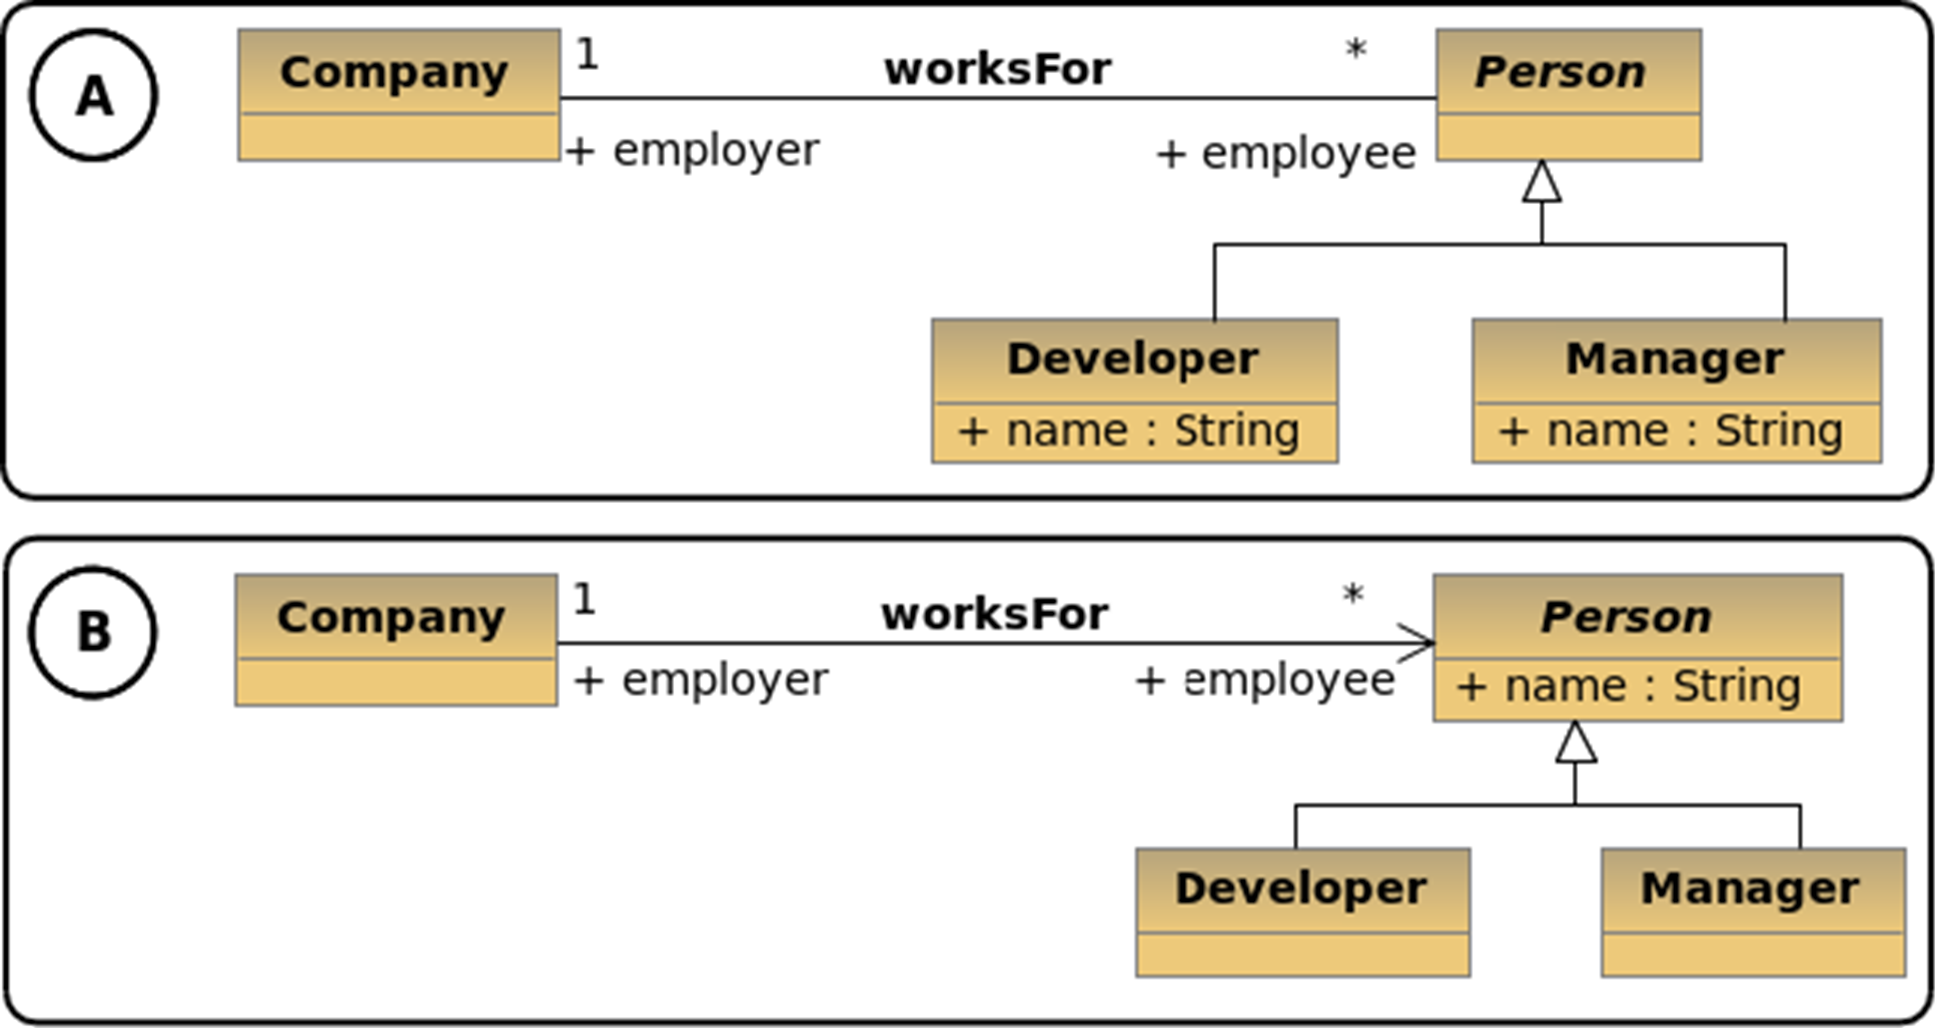 A
Company
1
worksFor
*
Person
+ employer
+ employee
Developer
+ name : String
Manager
+ name : String
B
Company
1
worksFor
*
Person
+ name : String
+ employer
+ employee
Developer
Manager